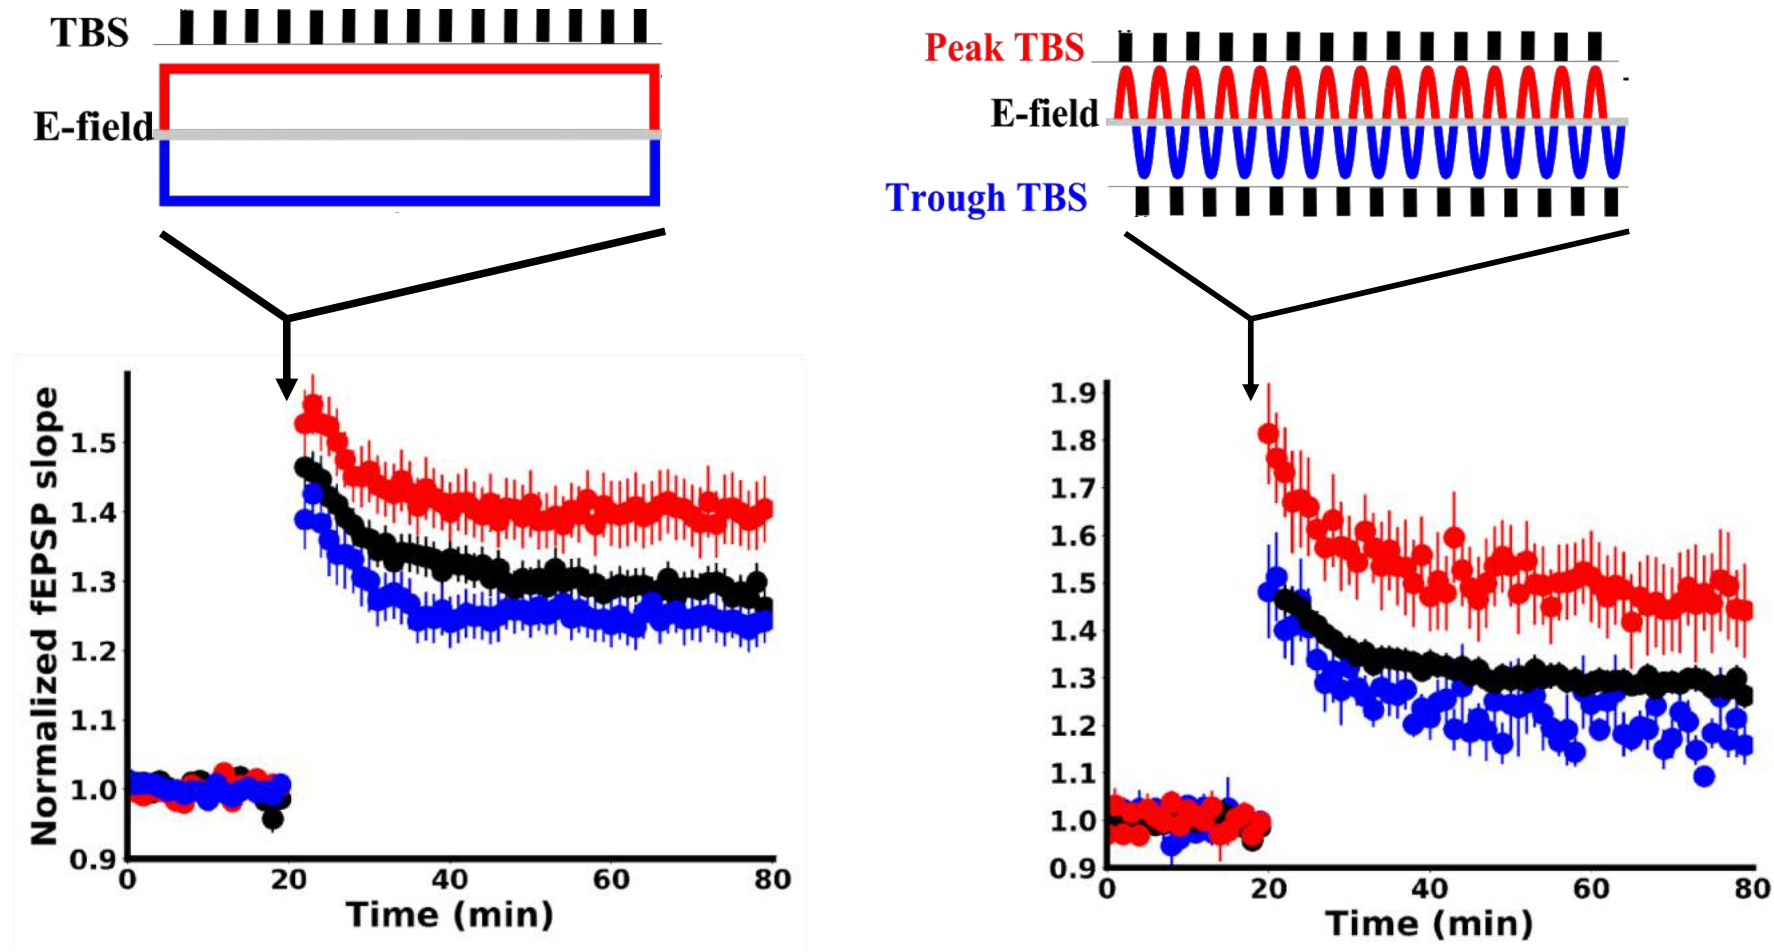 TBS
E-field
Peak TBS
E-field
Trough TBS
Normalized fEPSP slope
1.5
1.4
1.3
1.2
1.1
1.0
0.9
0 20 40 60 80
Time (min)
1.9
1.8
1.7
1.6
1.5
1.4
1.3
1.2
1.1
1.0
0.9
0 20 40 60 80
Time (min)